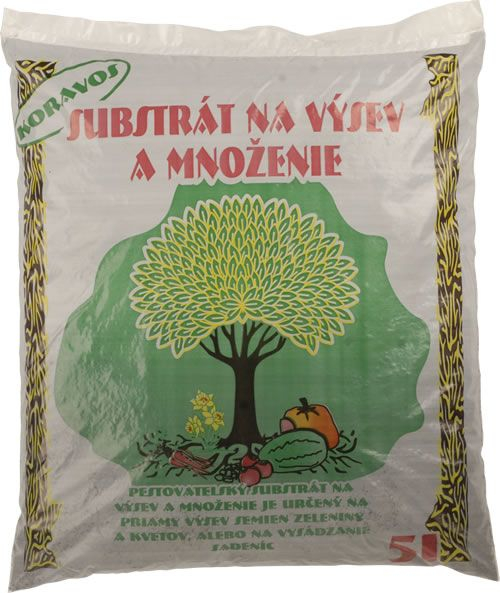 KORAVOS
SUBSTRÁT NA VÝSEV
A MNOŽENIE
PESTOVATEĽSKÝ SUBSTRÁT NA
VÝSEV A MNOŽENIE JE URČENÝ NA
PRIAMY VÝSEV SEMIEN ZELENINY
A KVETOV, ALEBO NA VYSÁDZANIE
SADENÍC
5l